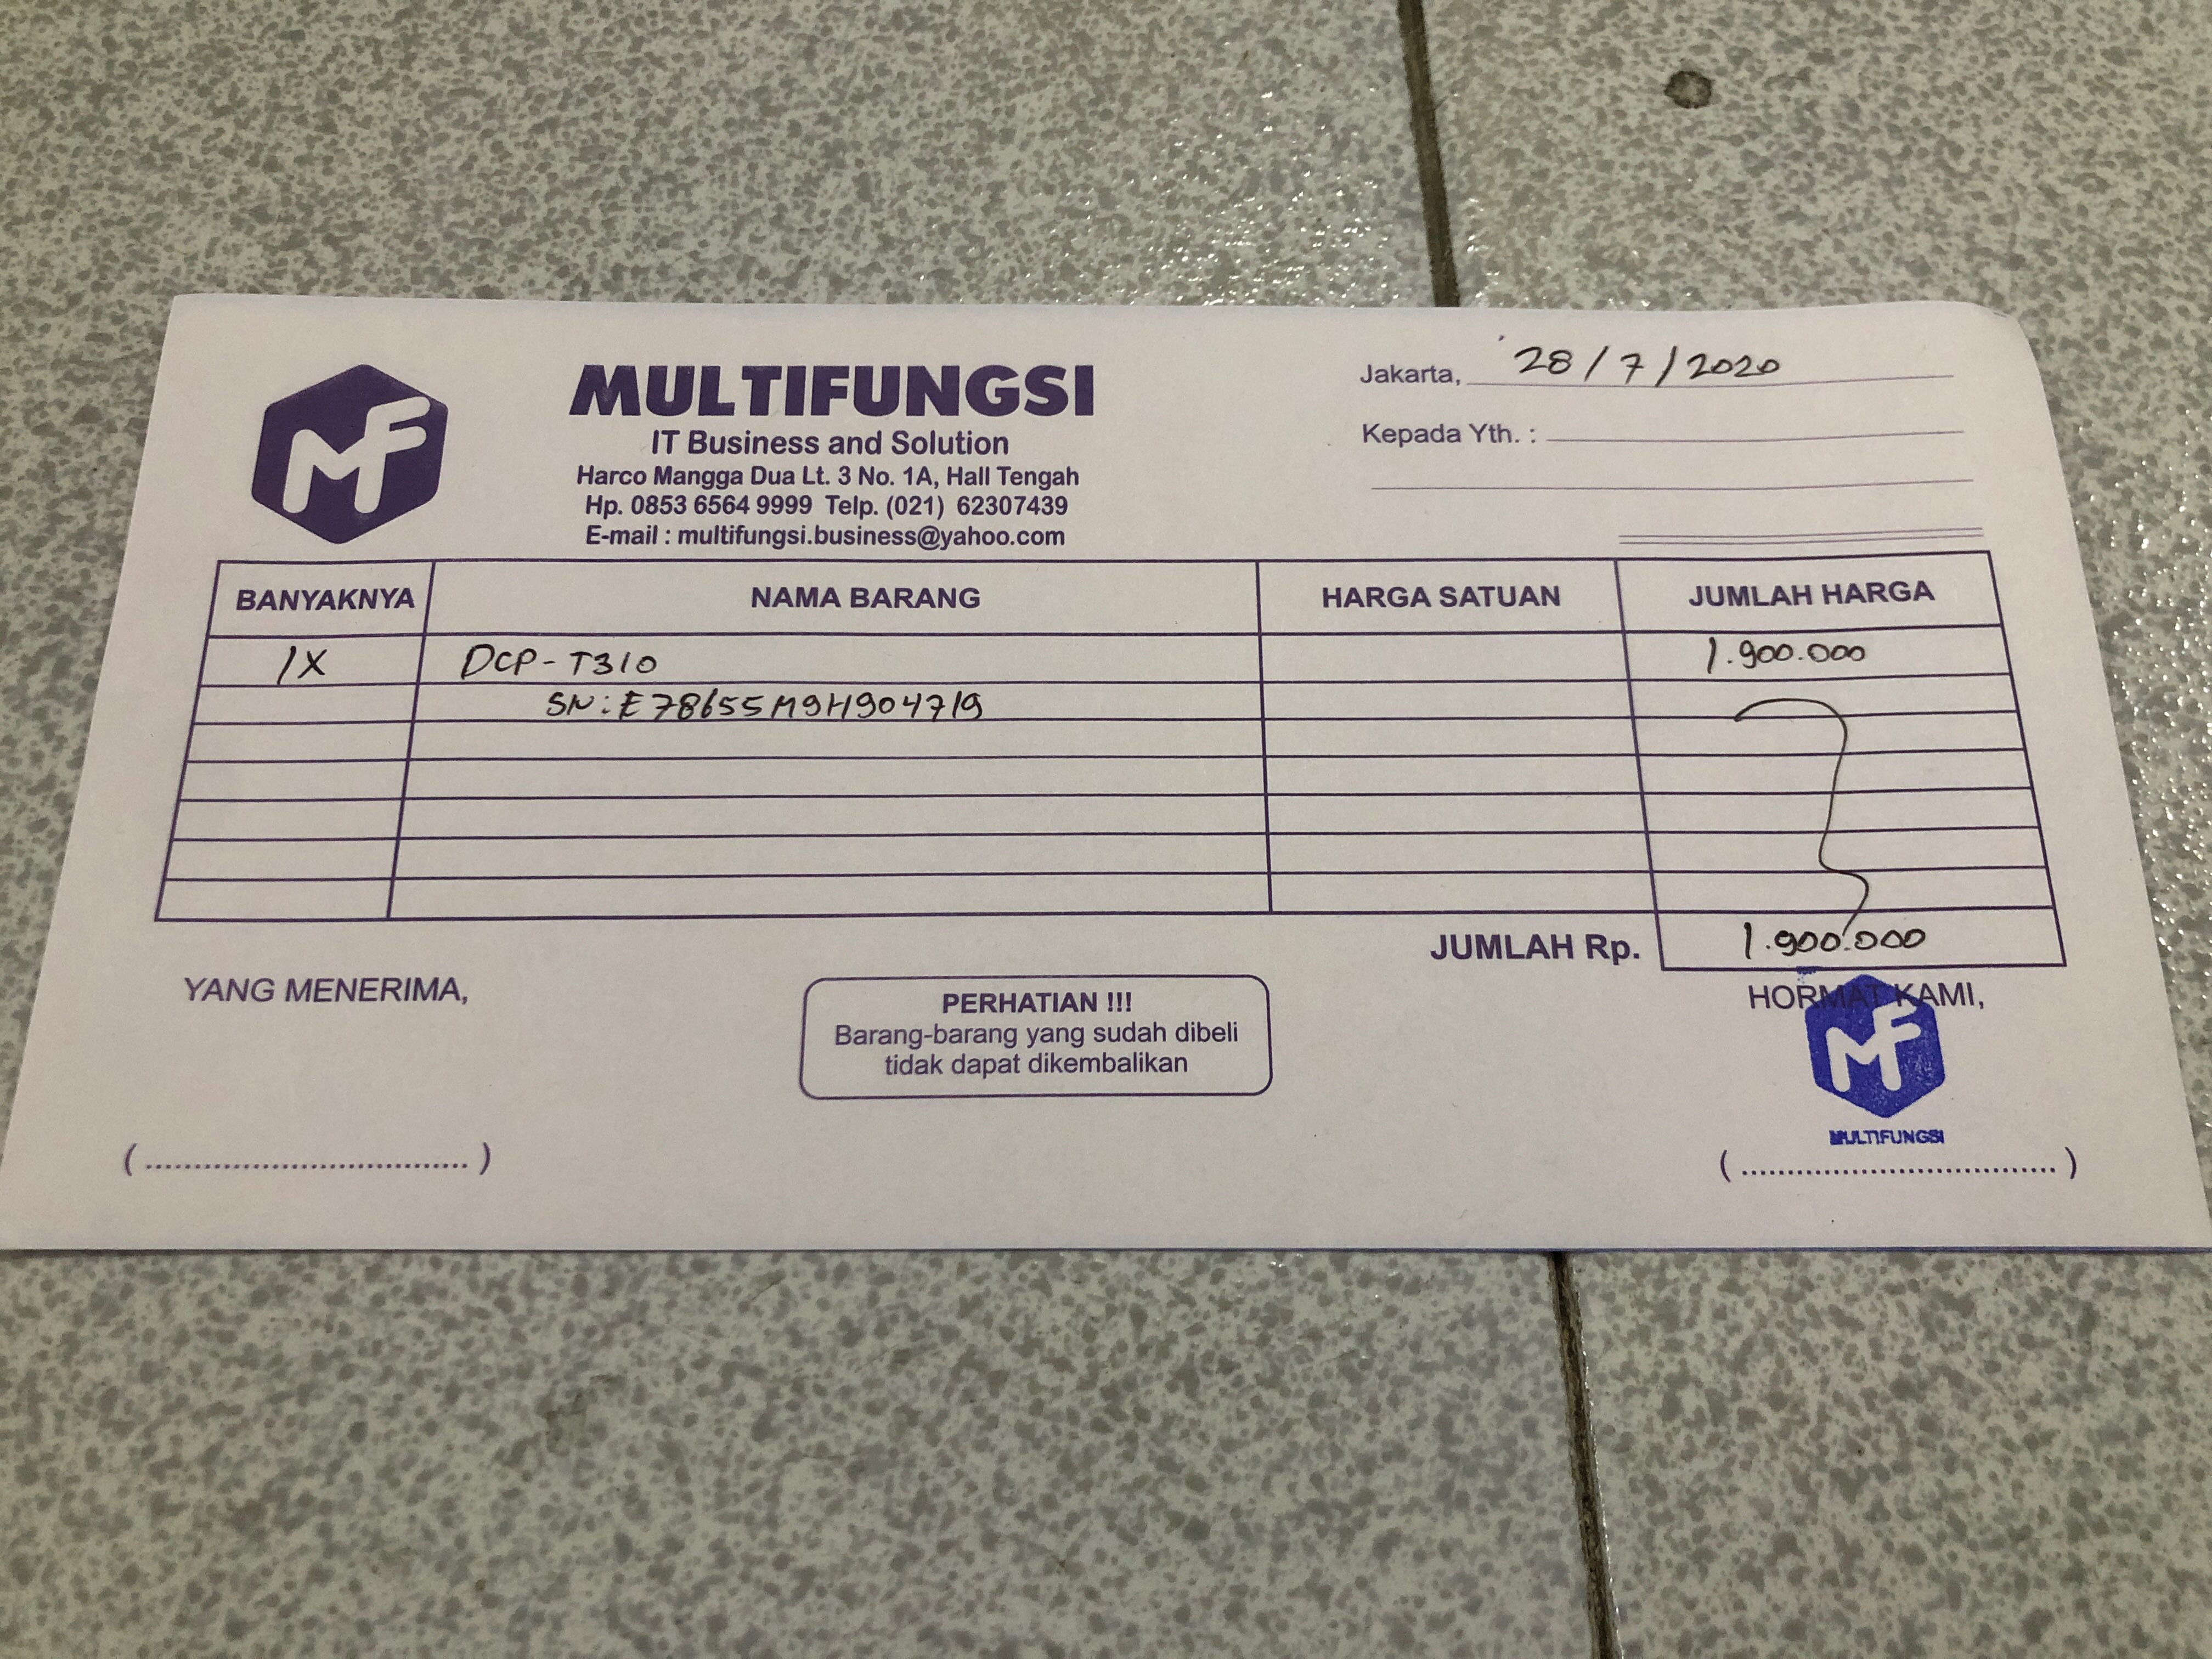 MF
MULTIFUNGSI
IT Business and Solution
Harco Mangga Dua Lt. 3 No. 1A, Hall Tengah
Hp. 0853 6564 9999 Telp. (021) 62307439
E-mail : multifungsi.business@yahoo.com
Jakarta, 28/7/2020
Kepada Yth. :
BANYAKNYA NAMA BARANG HARGA SATUAN JUMLAH HARGA
1X DCP-T310 1.900.000
SN: E78655M9H904719
JUMLAH Rp. 1.900.000
YANG MENERIMA,
PERHATIAN !!!
Barang-barang yang sudah dibeli
tidak dapat dikembalikan
HORMAT KAMI,
MF
MULTIFUNGSI
(....................................) (....................................)